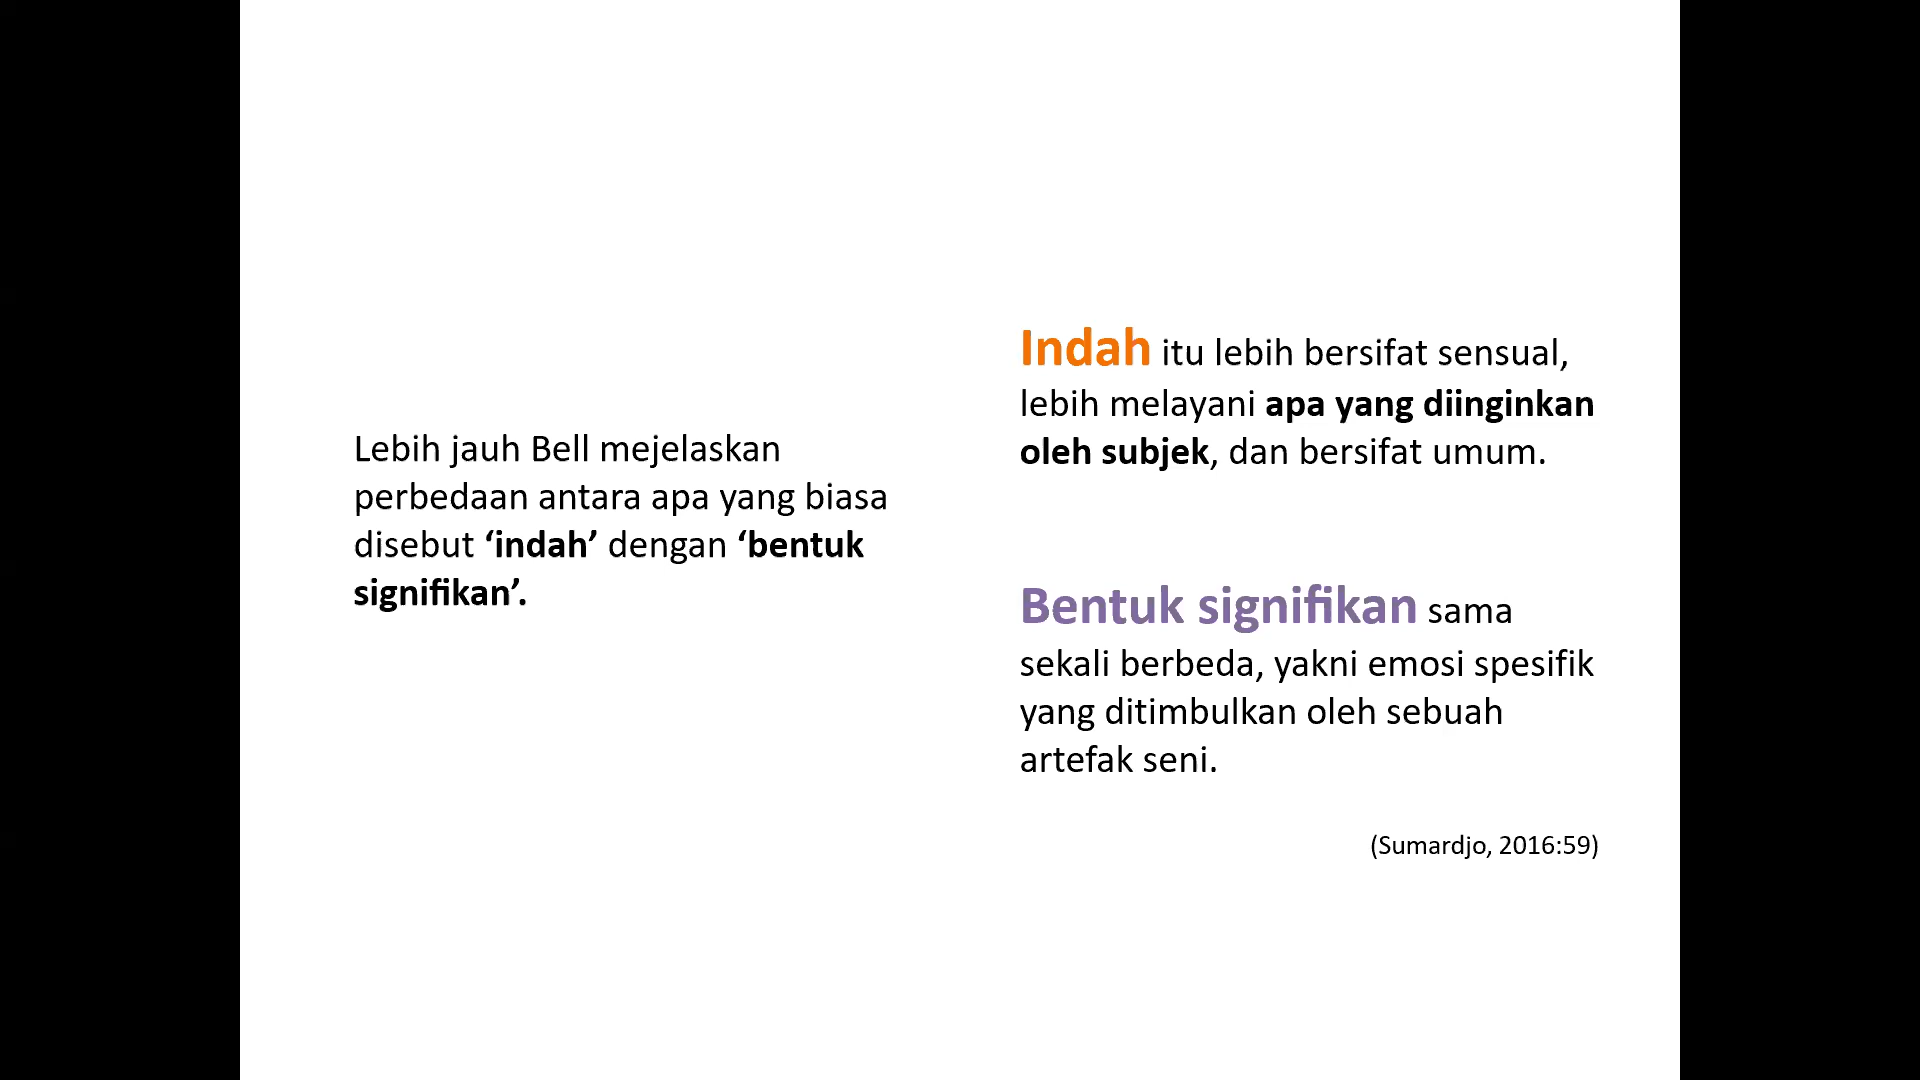 Lebih jauh Bell mejelaskan
perbedaan antara apa yang biasa
disebut ‘indah’ dengan ‘bentuk
signifikan’.
Indah itu lebih bersifat sensual,
lebih melayani apa yang diinginkan
oleh subjek, dan bersifat umum.
Bentuk signifikan sama
sekali berbeda, yakni emosi spesifik
yang ditimbulkan oleh sebuah
artefak seni.
(Sumardjo, 2016:59)